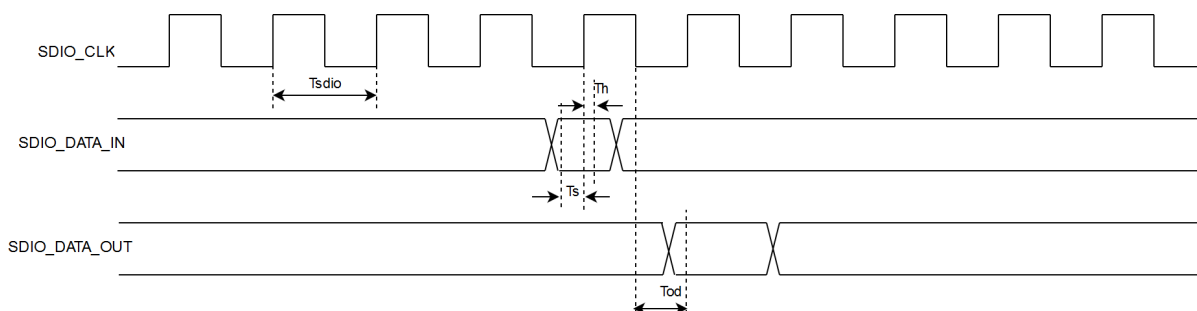 SDIO_CLK
Tsdio
Th
SDIO_DATA_IN
Ts
SDIO_DATA_OUT
Tod